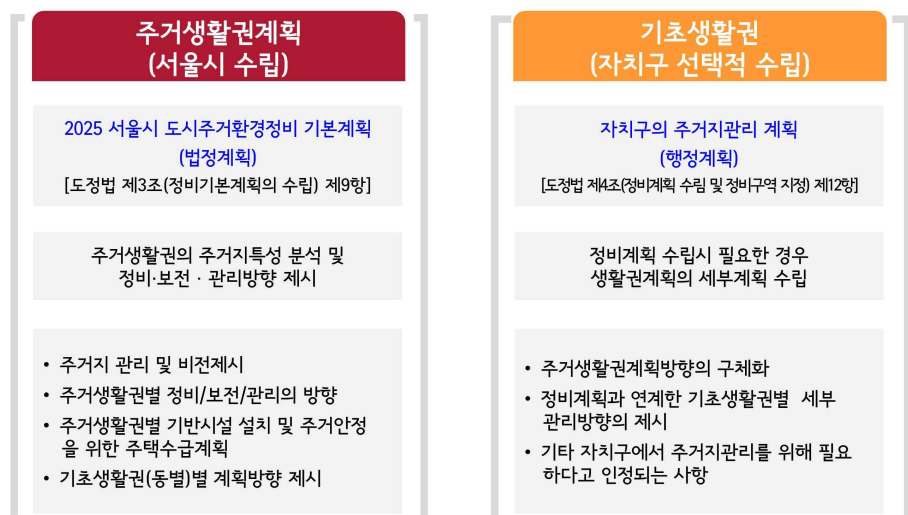 주거생활권계획
(서울시 수립)
2025 서울시 도시주거환경정비 기본계획
(법정계획)
[도정법 제3조(정비기본계획의 수립) 제9항]
주거생활권의 주거지특성 분석 및
정비·보전 · 관리방향 제시
• 주거지 관리 및 비전제시
• 주거생활권별 정비/보전/관리의 방향
• 주거생활권별 기반시설 설치 및 주거안정
을 위한 주택수급계획
• 기초생활권(동별)별 계획방향 제시
기초생활권
(자치구 선택적 수립)
자치구의 주거지관리 계획
(행정계획)
[도정법 제4조(정비계획 수림 및 정비구역 지정) 제12항]
정비계획 수립시 필요한 경우
생활권계획의 세부계획 수립
• 주거생활권계획방향의 구체화
• 정비계획과 연계한 기초생활권별 세부
관리방향의 제시
• 기타 자치구에서 주거지관리를 위해 필요
하다고 인정되는 사항